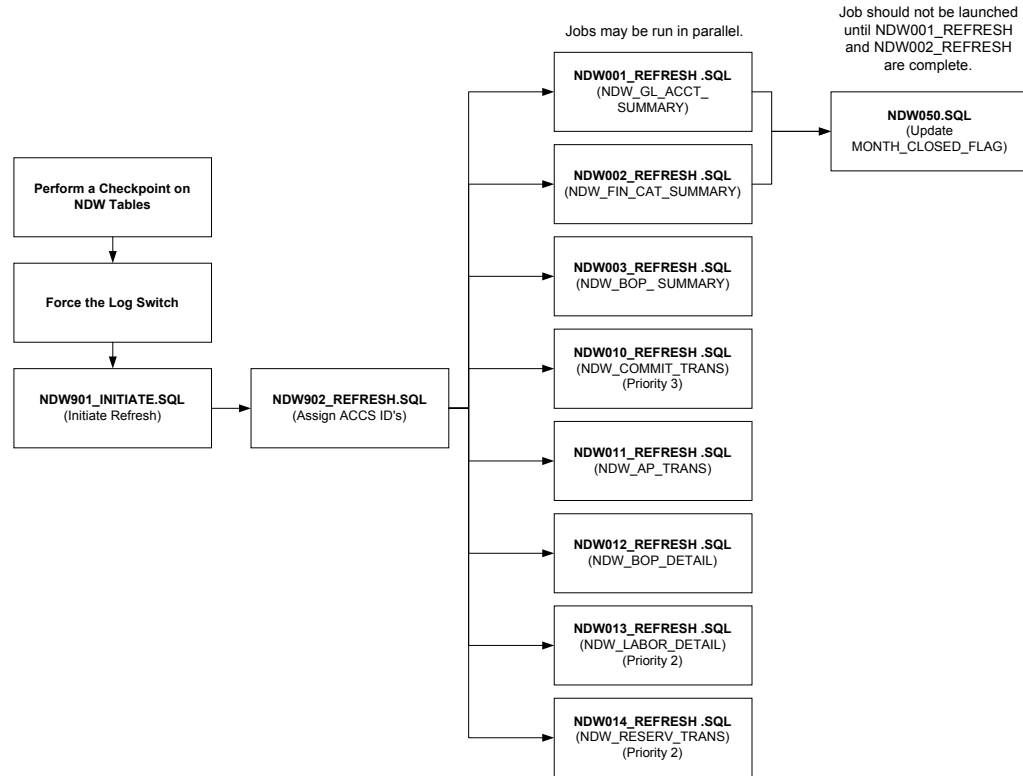 Jobs may be run in parallel.
Job should not be launched
until NDW001_REFRESH
and NDW002_REFRESH
are complete.
NDW001_REFRESH .SQL
(NDW_GL_ACCT_
SUMMARY)
NDW050.SQL
(Update
MONTH_CLOSED_FLAG)
Perform a Checkpoint on
NDW Tables
NDW002_REFRESH .SQL
(NDW_FIN_CAT_SUMMARY)
Force the Log Switch
NDW003_REFRESH .SQL
(NDW_BOP_ SUMMARY)
NDW901_INITIATE.SQL
(Initiate Refresh)
NDW902_REFRESH.SQL
(Assign ACCS ID's)
NDW010_REFRESH .SQL
(NDW_COMMIT_TRANS)
(Priority 3)
NDW011_REFRESH .SQL
(NDW_AP_TRANS)
NDW012_REFRESH .SQL
(NDW_BOP_DETAIL)
NDW013_REFRESH .SQL
(NDW_LABOR_DETAIL)
(Priority 2)
NDW014_REFRESH .SQL
(NDW_RESERV_TRANS)
(Priority 2)